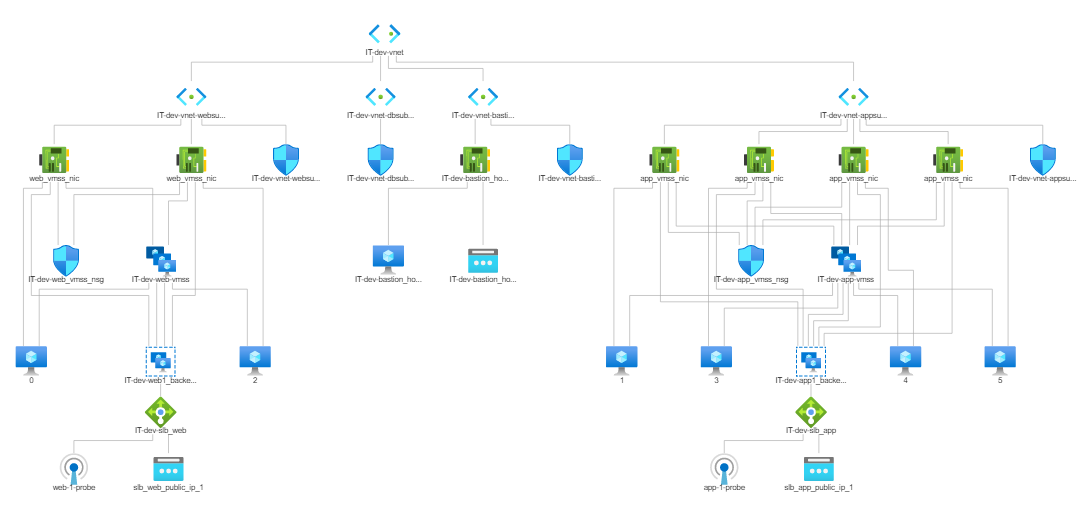 IT-dev-vnet
IT-dev-vnet-websu...
IT-dev-vnet-dbsub...
IT-dev-vnet-basti...
IT-dev-vnet-appsu...
web_vmss_nic
web_vmss_nic
IT-dev-vnet-websu...
IT-dev-vnet-dbsub...
IT-dev-bastion_ho...
IT-dev-vnet-basti...
app_vmss_nic
app_vmss_nic
app_vmss_nic
app_vmss_nic
IT-dev-vnet-appsu...
IT-dev-web_vmss_nsg
IT-dev-web-vmss
IT-dev-bastion_ho...
IT-dev-bastion_ho...
IT-dev-app_vmss_nsg
IT-dev-app-vmss
0
IT-dev-web1_backe...
2
1
3
IT-dev-app1_backe...
4
5
IT-dev-slb_web
IT-dev-slb_app
web-1-probe
slb_web_public_ip_1
app-1-probe
slb_app_public_ip_1